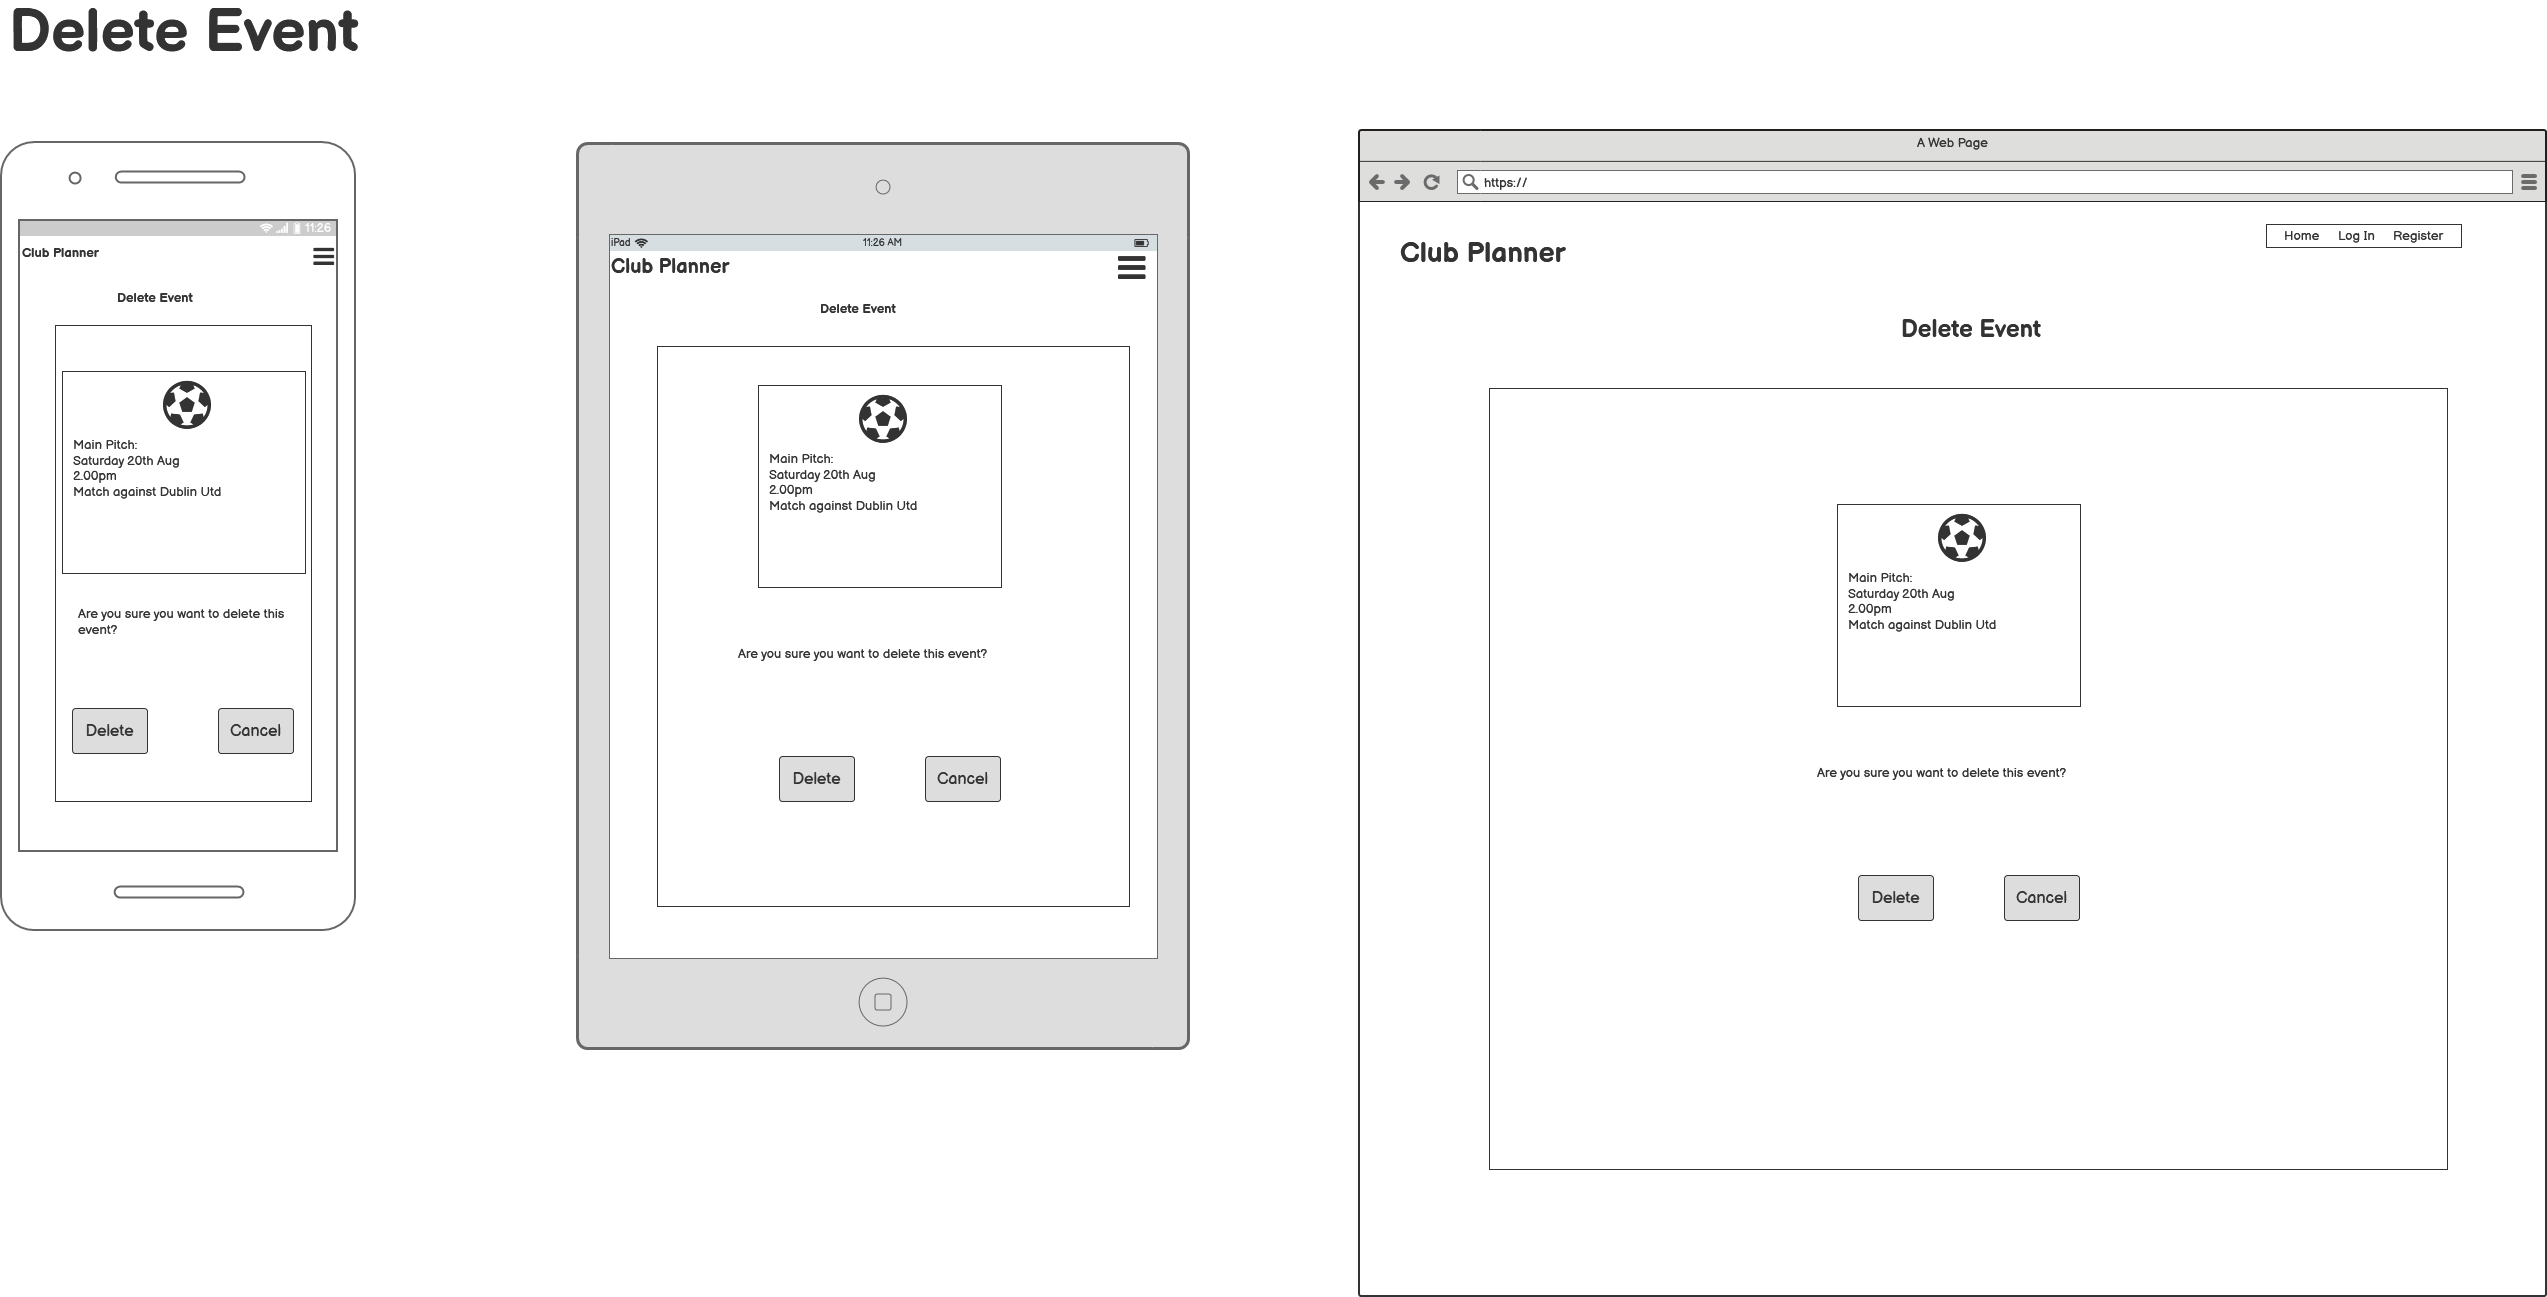 Delete Event
11:26
Club Planner
Delete Event
Main Pitch:
Saturday 20th Aug
2.00pm
Match against Dublin Utd
Are you sure you want to delete this
event?
Delete Cancel
iPad 11:26 AM
Club Planner
Delete Event
Main Pitch:
Saturday 20th Aug
2.00pm
Match against Dublin Utd
Are you sure you want to delete this event?
Delete Cancel
A Web Page
https://
Home Log In Register
Club Planner
Delete Event
Main Pitch:
Saturday 20th Aug
2.00pm
Match against Dublin Utd
Are you sure you want to delete this event?
Delete Cancel